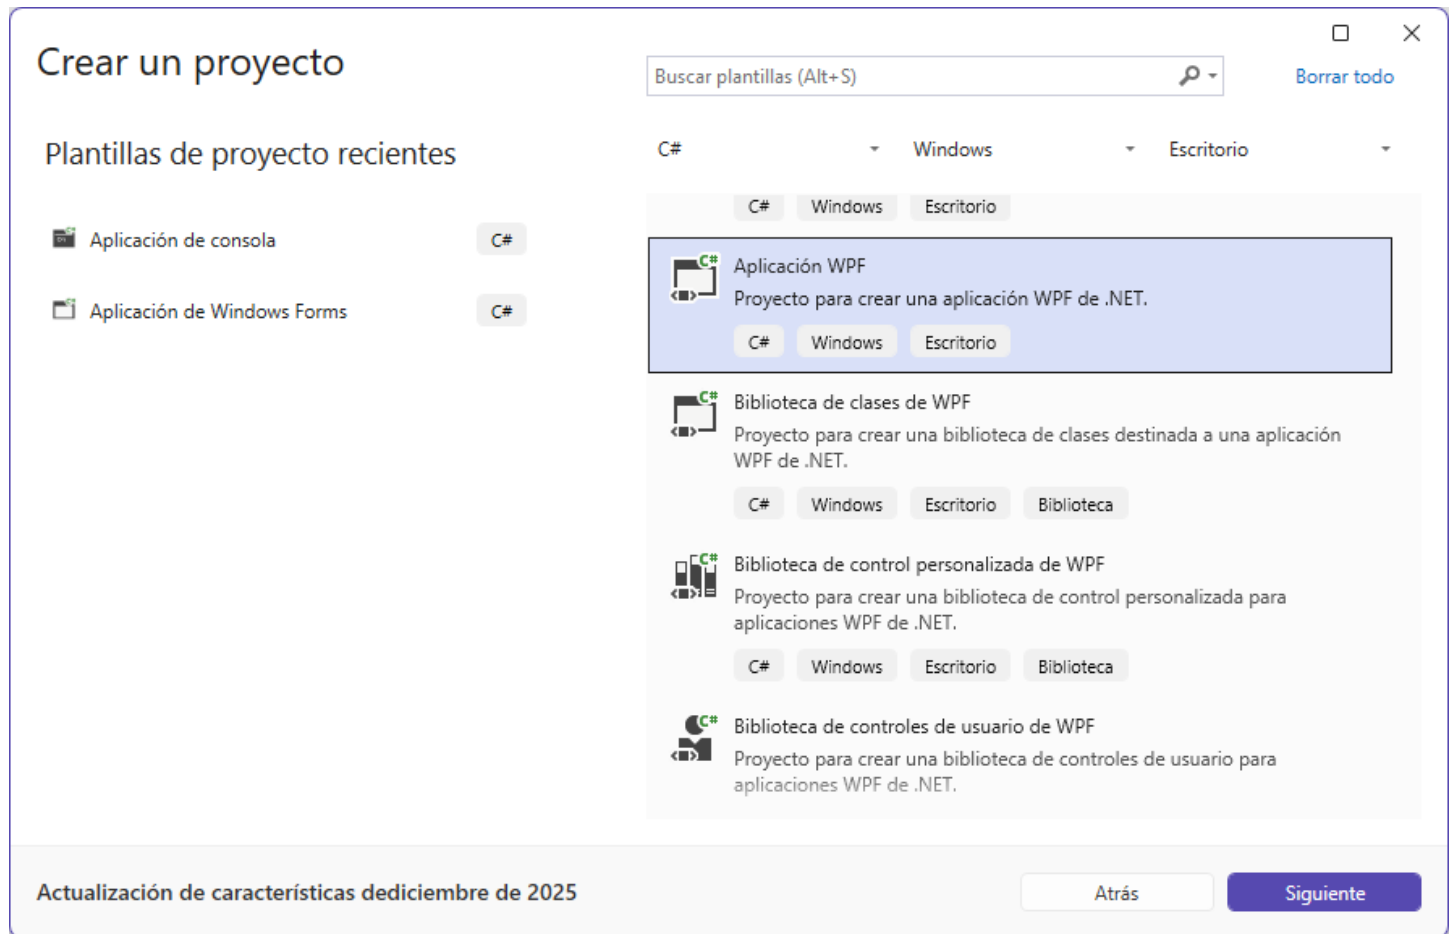 Crear un proyecto
Buscar plantillas (Alt+S)
Borrar todo
Plantillas de proyecto recientes
C#
Windows
Escritorio
Aplicación de consola
C#
Aplicación de Windows Forms
C#
C# Windows Escritorio
C#
Aplicación WPF
Proyecto para crear una aplicación WPF de .NET.
C# Windows Escritorio
C#
Biblioteca de clases de WPF
Proyecto para crear una biblioteca de clases destinada a una aplicación
WPF de .NET.
C# Windows Escritorio Biblioteca
C#
Biblioteca de control personalizada de WPF
Proyecto para crear una biblioteca de control personalizada para
aplicaciones WPF de .NET.
C# Windows Escritorio Biblioteca
C#
Biblioteca de controles de usuario de WPF
Proyecto para crear una biblioteca de controles de usuario para
aplicaciones WPF de .NET.
Actualización de características dediciembre de 2025
Atrás
Siguiente